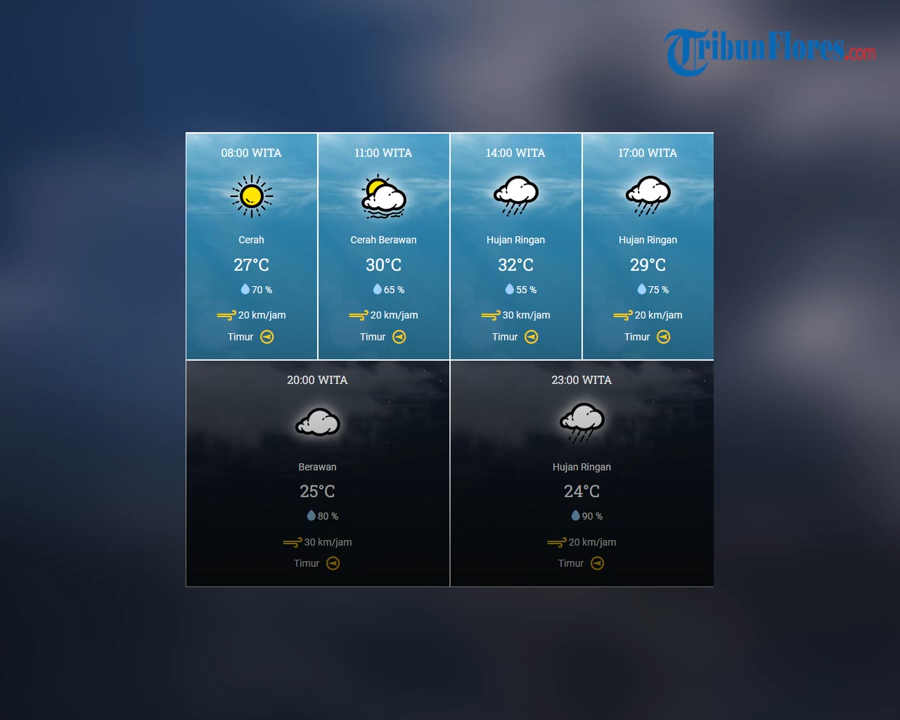 TribunFlores.com
08:00 WITA
Cerah
27°C
70 %
20 km/jam
Timur
11:00 WITA
Cerah Berawan
30°C
65 %
20 km/jam
Timur
14:00 WITA
Hujan Ringan
32°C
55 %
30 km/jam
Timur
17:00 WITA
Hujan Ringan
29°C
75 %
20 km/jam
Timur
20:00 WITA
Berawan
25°C
80 %
30 km/jam
Timur
23:00 WITA
Hujan Ringan
24°C
90 %
20 km/jam
Timur